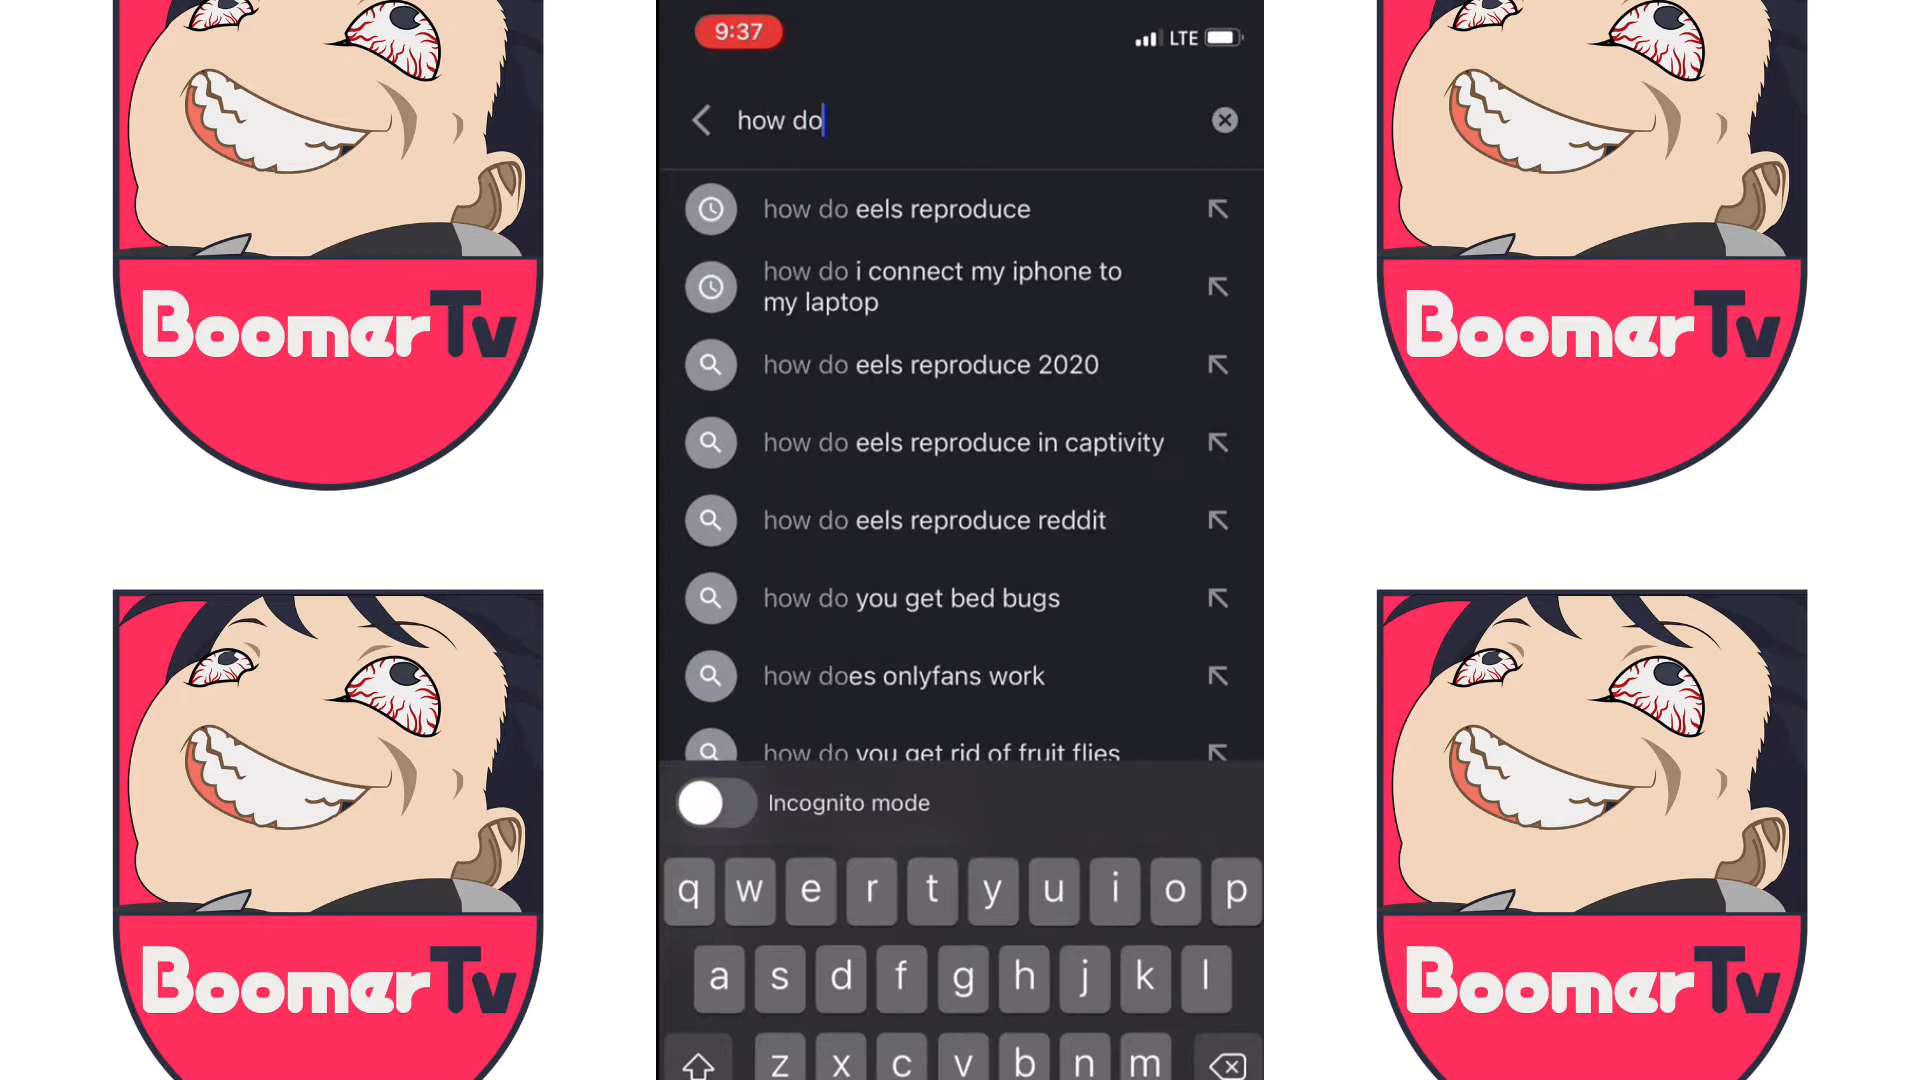 9:37
LTE
how do
how do eels reproduce
how do i connect my iphone to
my laptop
how do eels reproduce 2020
how do eels reproduce in captivity
how do eels reproduce reddit
how do you get bed bugs
how does onlyfans work
how do you get rid of fruit flies
Incognito mode
q w e r t y u i o p
a s d f g h j k l
z x c v b n m
BoomerTv
BoomerTv
BoomerTv
BoomerTv